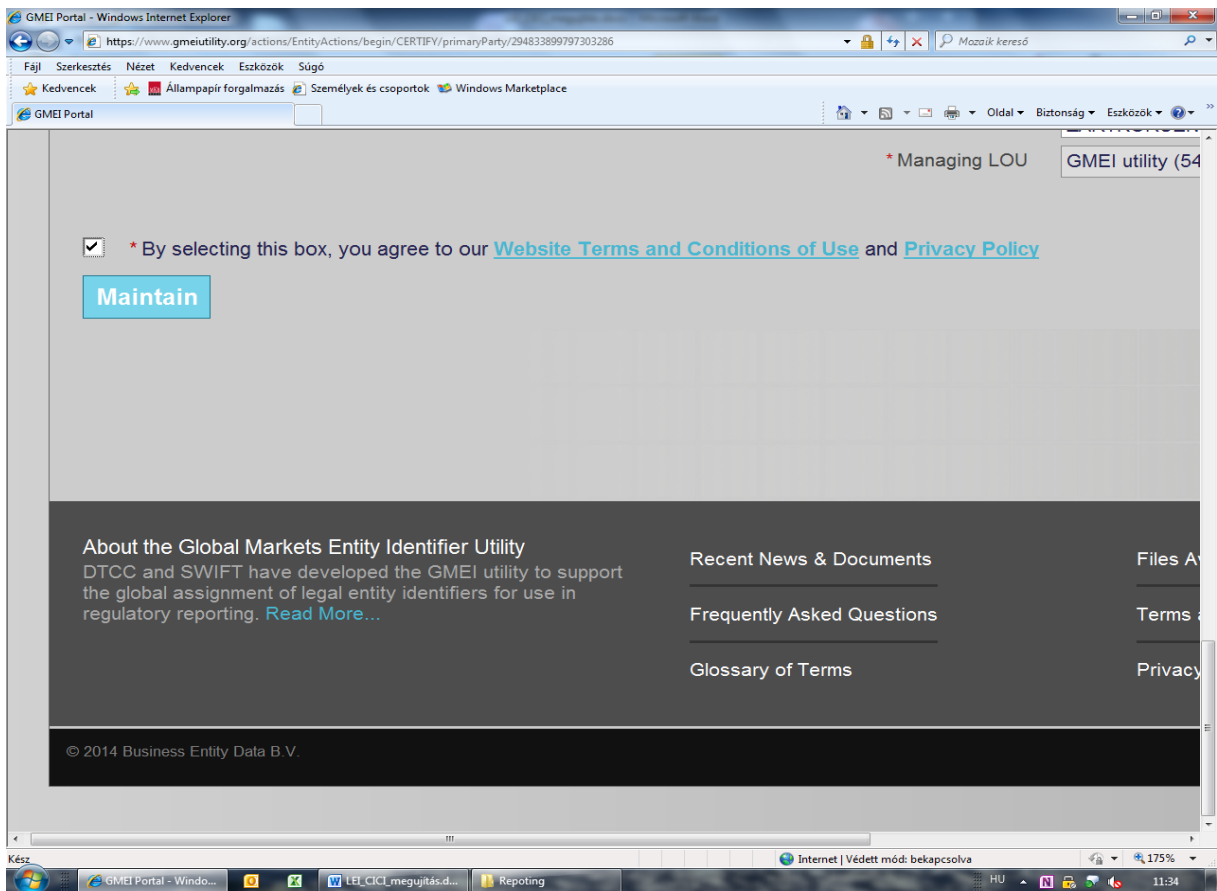 GMEI Portal - Windows Internet Explorer
https://www.gmeiutility.org/actions/EntityActions/begin/CERTIFY/primaryParty/294833899797303286
Mozaik kereső
Fájl Szerkesztés Nézet Kedvencek Eszközök Súgó
Kedvencek Állampapír forgalmazás Személyek és csoportok Windows Marketplace
GMEI Portal
Oldal Biztonság Eszközök
* Managing LOU GMEI utility (54
* By selecting this box, you agree to our Website Terms and Conditions of Use and Privacy Policy
Maintain
About the Global Markets Entity Identifier Utility
DTCC and SWIFT have developed the GMEI utility to support
the global assignment of legal entity identifiers for use in
regulatory reporting. Read More...
Recent News & Documents
Frequently Asked Questions
Glossary of Terms
Files Av
Terms a
Privacy
© 2014 Business Entity Data B.V.
Kész
Internet | Védett mód: bekapcsolva
175%
GMEI Portal - Windo...
LEI_CICI_megujítás.d...
Repoting
HU
11:34